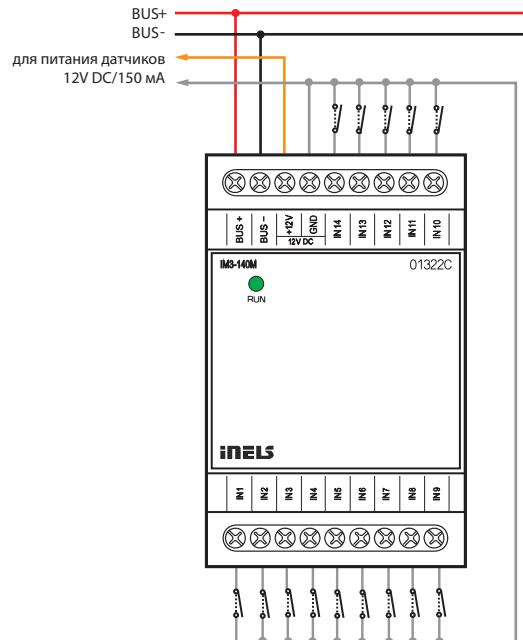 BUS+
BUS-
для питания датчиков
12V DC/150 мА
BUS + BUS – +12V GND IN14 IN13 IN12 IN11 IN10
12V DC
IM3-140M 01322C
RUN
iNELS
IN1 IN2 IN3 IN4 IN5 IN6 IN7 IN8 IN9